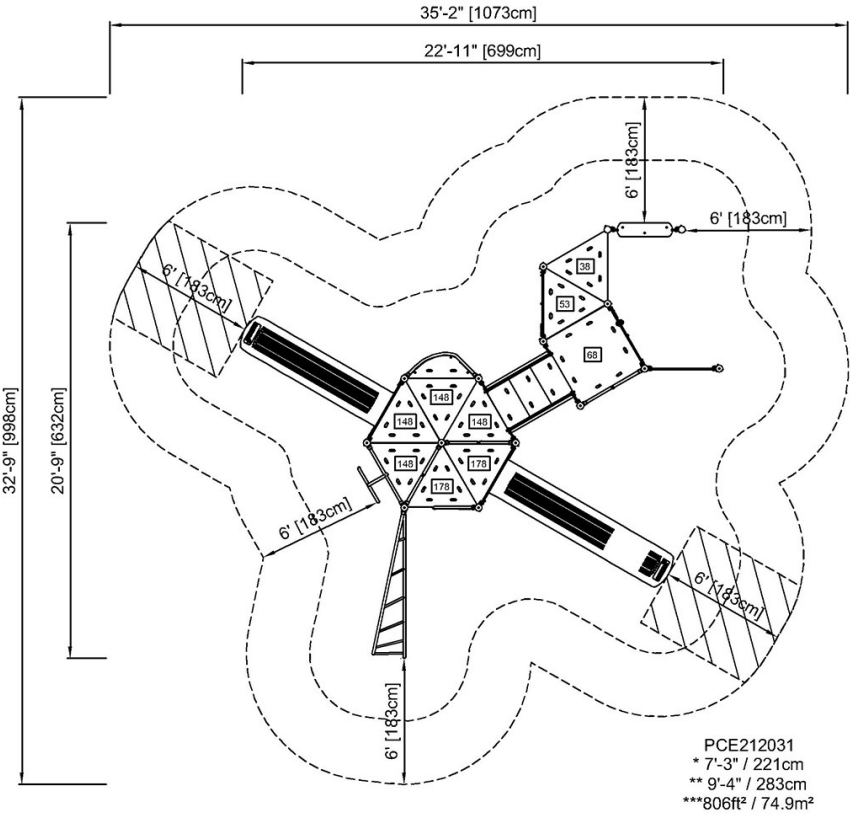 35'-2" [1073cm]
22'-11" [699cm]
6' [183cm]
6' [183cm]
38
6' [183cm]
53
68
148
148
148
32'-9" [998cm]
20'-9" [632cm]
148
178
178
6' [183cm]
6' [183cm]
6' [183cm]
PCE212031
* 7'-3" / 221cm
** 9'-4" / 283cm
***806ft² / 74.9m²